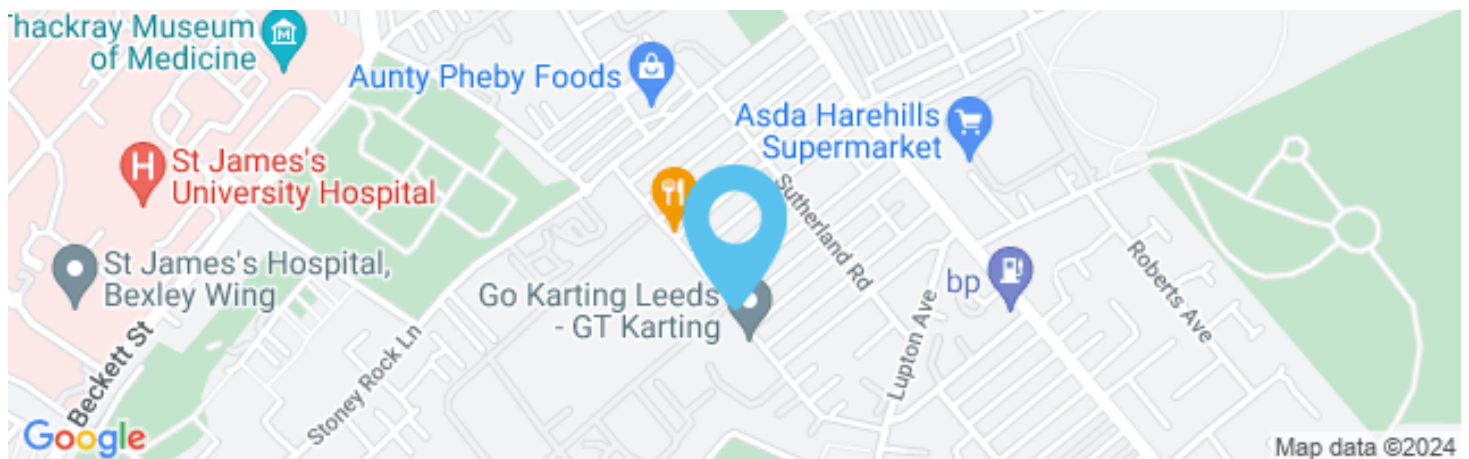 Thackray Museum
of Medicine
Aunty Pheby Foods
Asda Harehills
Supermarket
St James's
University Hospital
H
Sutherland Rd
St James's Hospital,
Bexley Wing
Go Karting Leeds
- GT Karting
bp
Roberts Ave
Lupton Ave
Beckett St
Stoney Rock Ln
Google
Map data ©2024